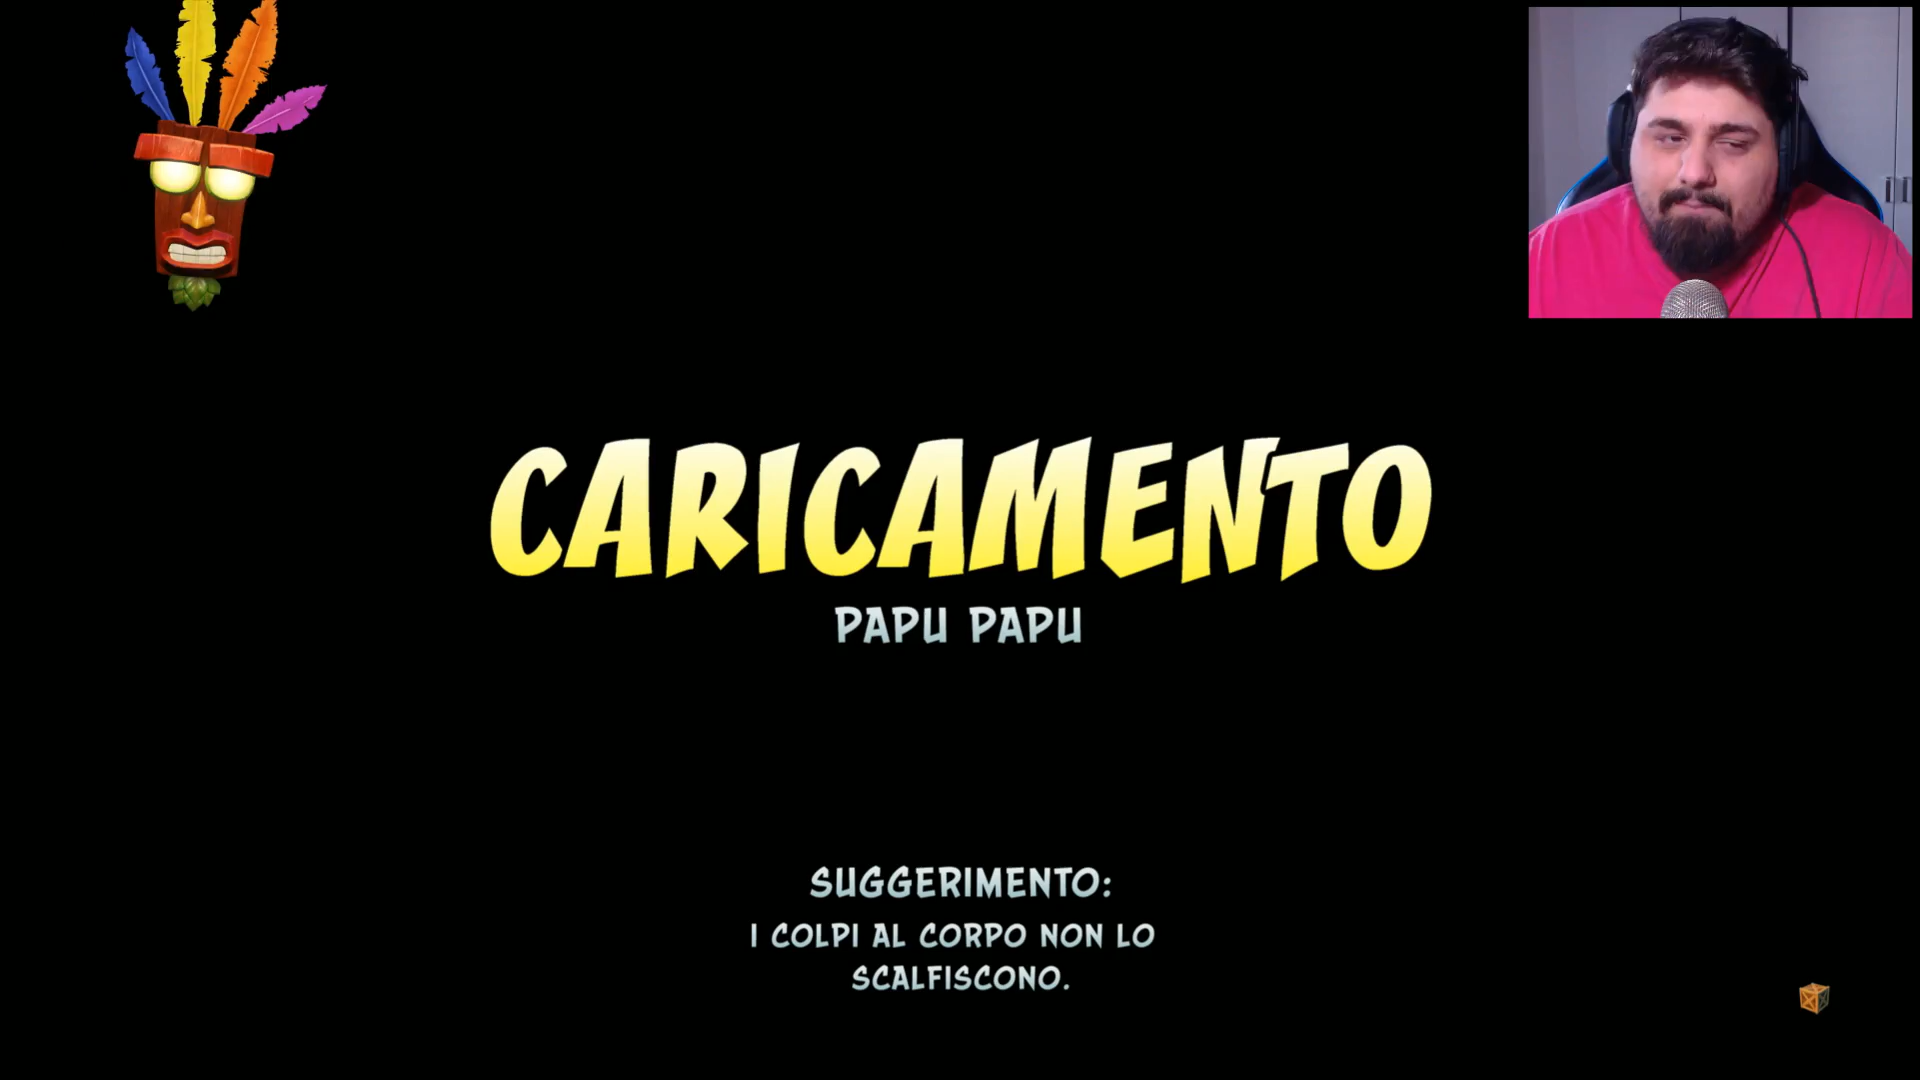 CARICAMENTO
PAPU PAPU
SUGGERIMENTO:
I COLPI AL CORPO NON LO
SCALFISCONO.